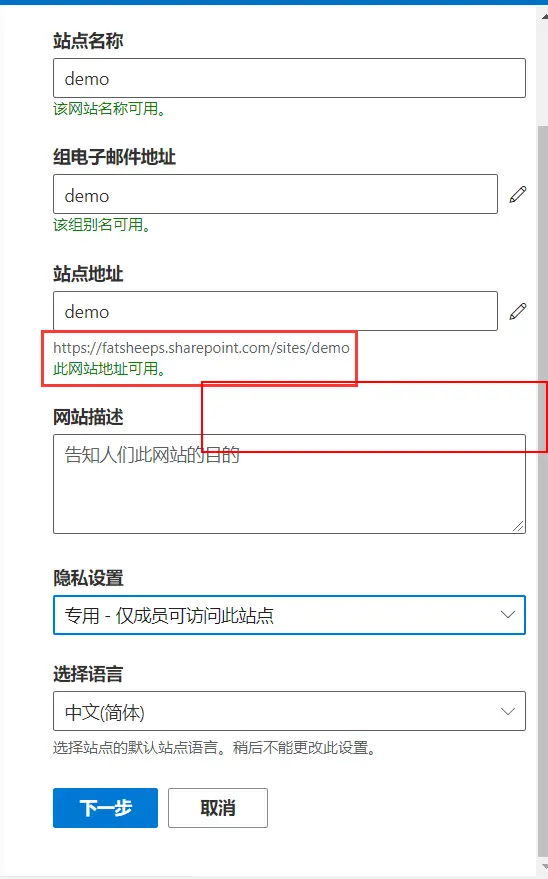 站点名称
demo
该网站名称可用。
组电子邮件地址
demo
该组别名可用。
站点地址
demo
https://fatsheeps.sharepoint.com/sites/demo
此网站地址可用。
网站描述
告知人们此网站的目的
隐私设置
专用 - 仅成员可访问此站点
选择语言
中文(简体)
选择站点的默认站点语言。稍后不能更改此设置。
下一步
取消